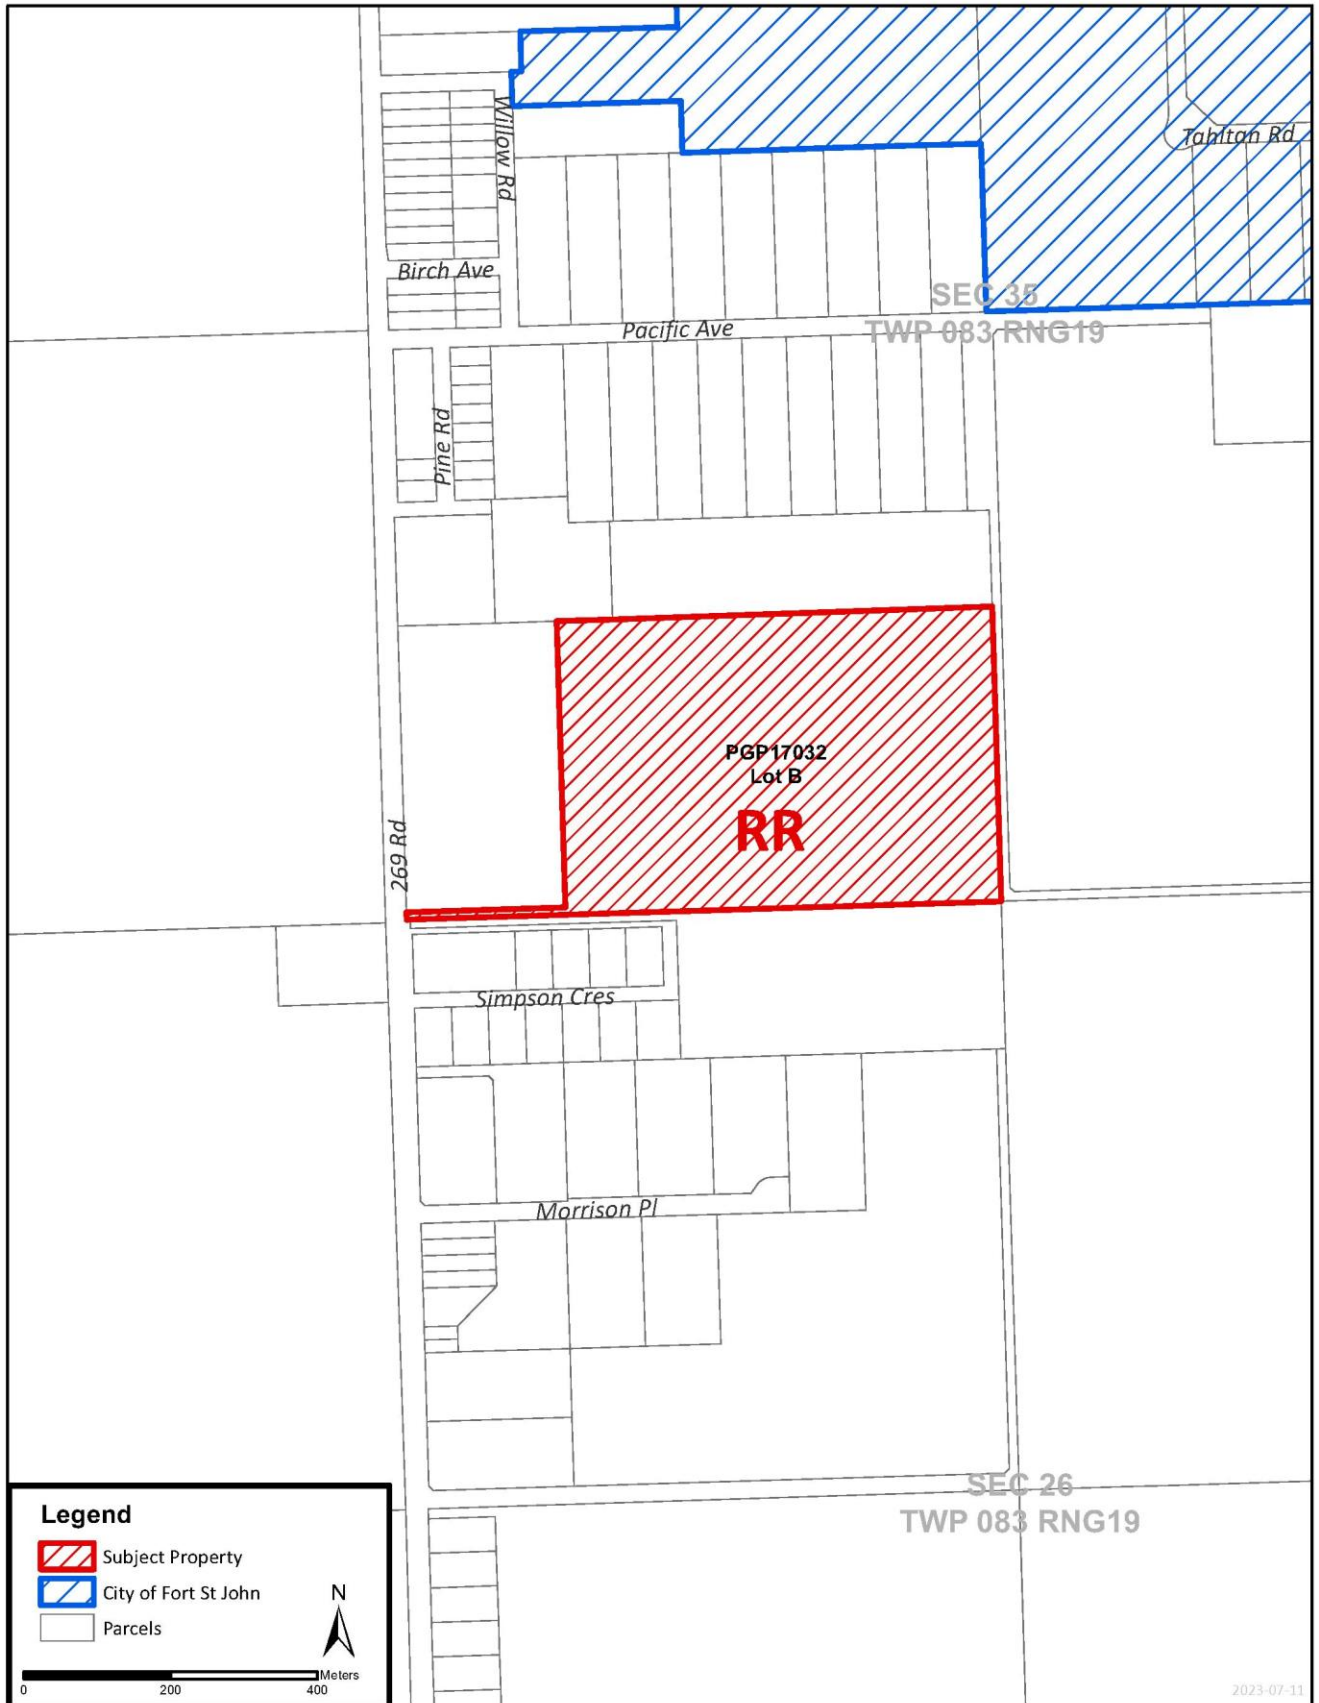 Willow Rd
Tahltan Rd
Birch Ave
SEC 35
TWP 083 RNG19
Pacific Ave
Pine Rd
PGP17032
Lot B
RR
269 Rd
Simpson Cres
Morrison Pl
SEC 26
TWP 083 RNG19
Legend
Subject Property
City of Fort St John
Parcels
N
Meters
0 200 400
2023-07-11